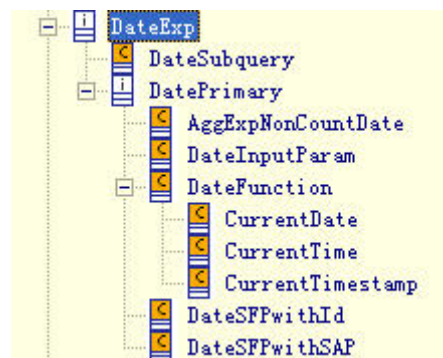 DateExp
DateSubquery
DatePrimary
AggExpNonCountDate
DateInputParam
DateFunction
CurrentDate
CurrentTime
CurrentTimestamp
DateSFPwithId
DateSFPwithSAP